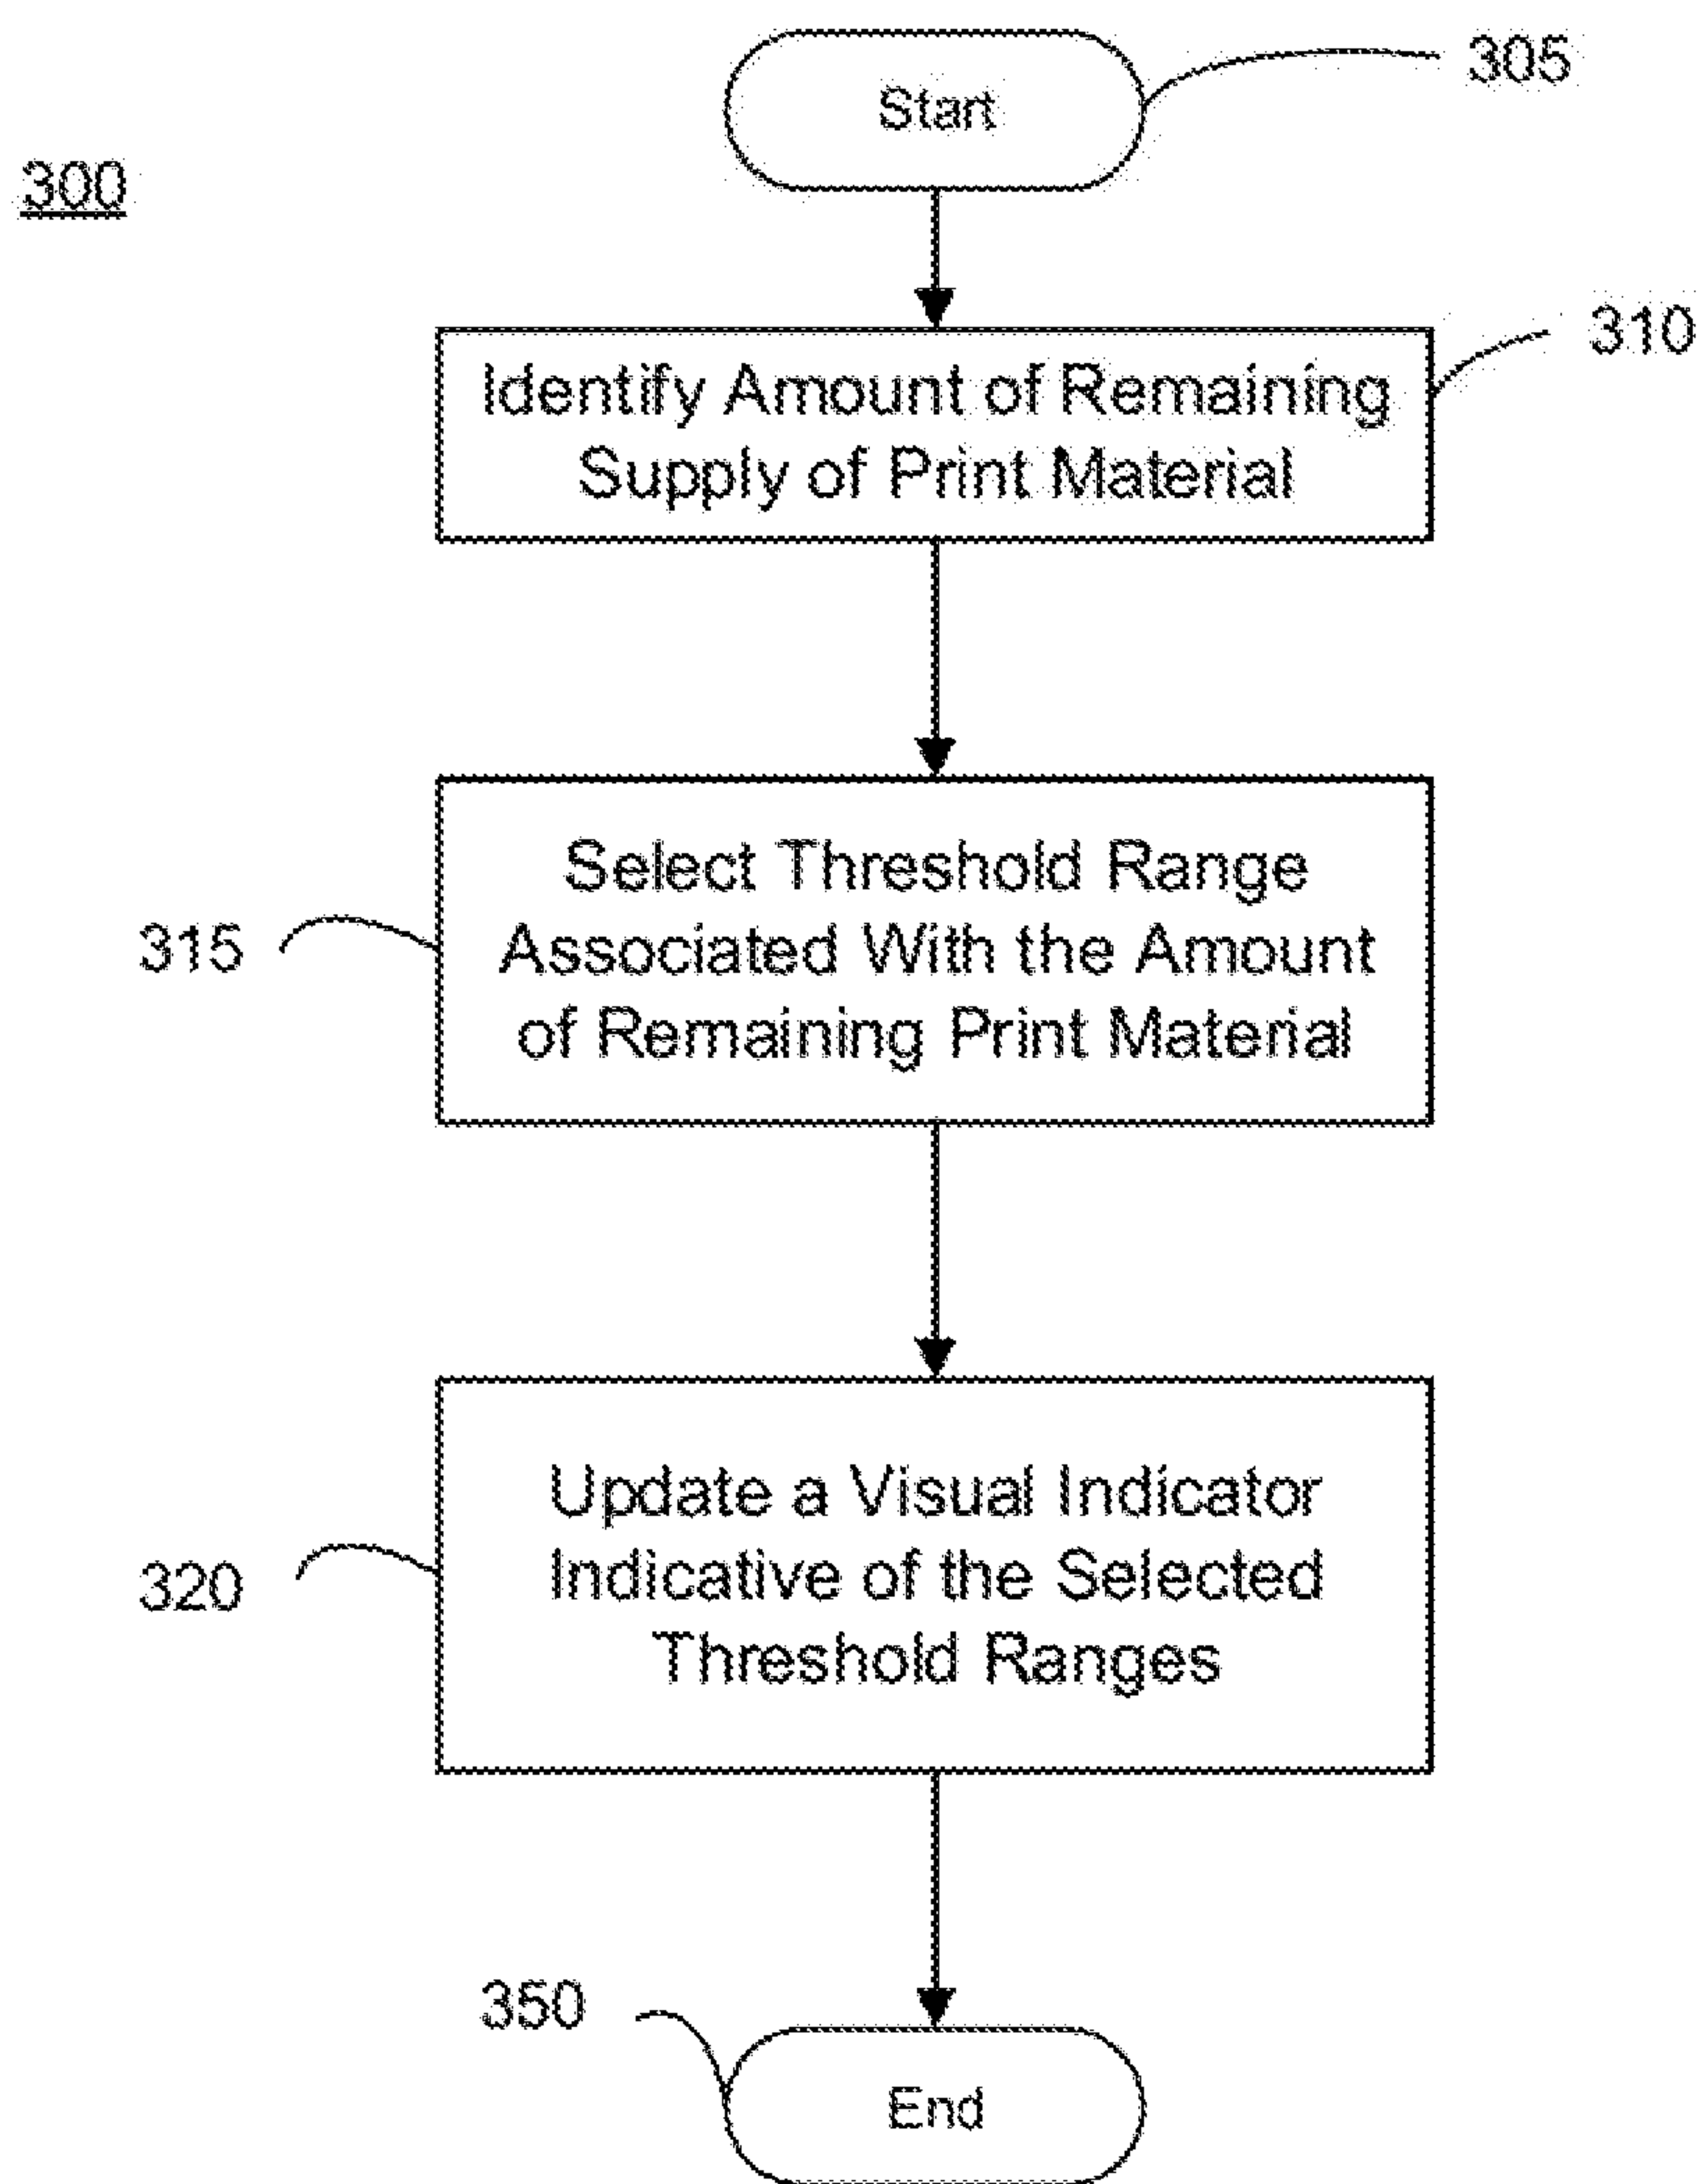 Start
305
300
310
Identify Amount of Remaining
Supply of Print Material
Select Threshold Range
Associated With the Amount
of Remaining Print Material
315
Update a Visual Indicator
Indicative of the Selected
Threshold Ranges
320
350
End